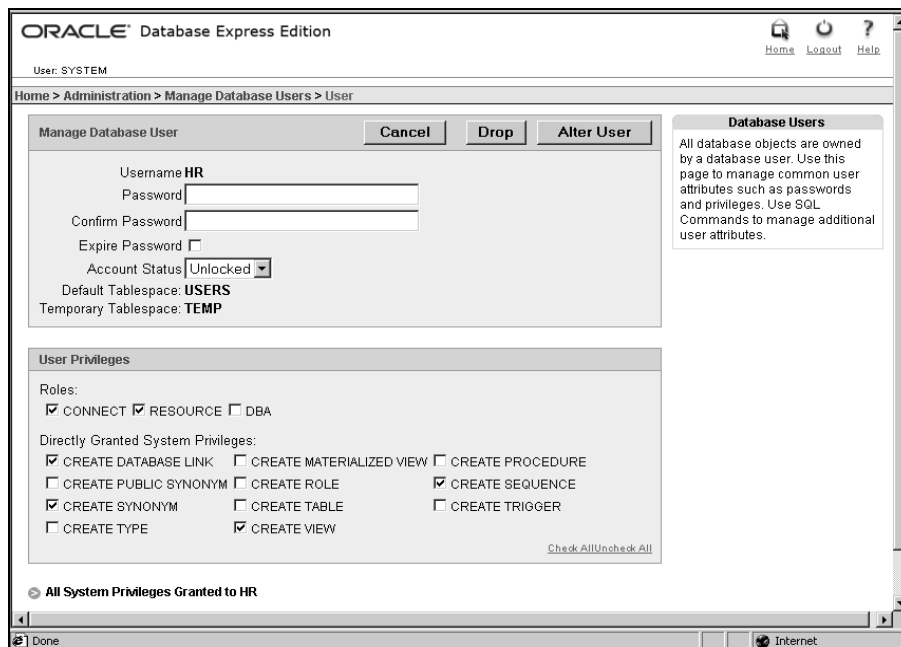 ORACLE Database Express Edition
Home Logout Help
User: SYSTEM
Home > Administration > Manage Database Users > User
Manage Database User Cancel Drop Alter User
Username HR
Password
Confirm Password
Expire Password
Account Status Unlocked
Default Tablespace: USERS
Temporary Tablespace: TEMP
Database Users
All database objects are owned
by a database user. Use this
page to manage common user
attributes such as passwords
and privileges. Use SQL
Commands to manage additional
user attributes.
User Privileges
Roles:
CONNECT RESOURCE DBA
Directly Granted System Privileges:
CREATE DATABASE LINK CREATE MATERIALIZED VIEW CREATE PROCEDURE
CREATE PUBLIC SYNONYM CREATE ROLE CREATE SEQUENCE
CREATE SYNONYM CREATE TABLE CREATE TRIGGER
CREATE TYPE CREATE VIEW
Check AllUncheck All
All System Privileges Granted to HR
Done Internet